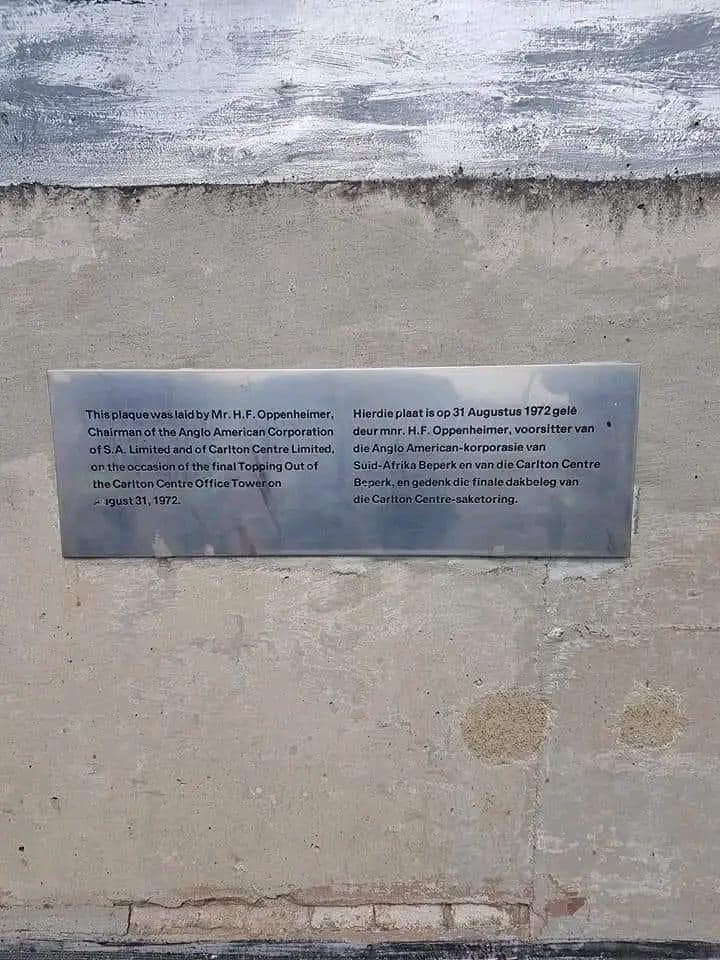 This plaque was laid by Mr. H.F. Oppenheimer,
Chairman of the Anglo American Corporation
of S.A. Limited and of Carlton Centre Limited,
on the occasion of the final Topping Out of
the Carlton Centre Office Tower on
August 31, 1972.
Hierdie plaat is op 31 Augustus 1972 gelê
deur mnr. H.F. Oppenheimer, voorsitter van
die Anglo American-korporasie van
Suid-Afrika Beperk en van die Carlton Centre
Beperk, en gedenk die finale dakbeleg van
die Carlton Centre-saketoring.